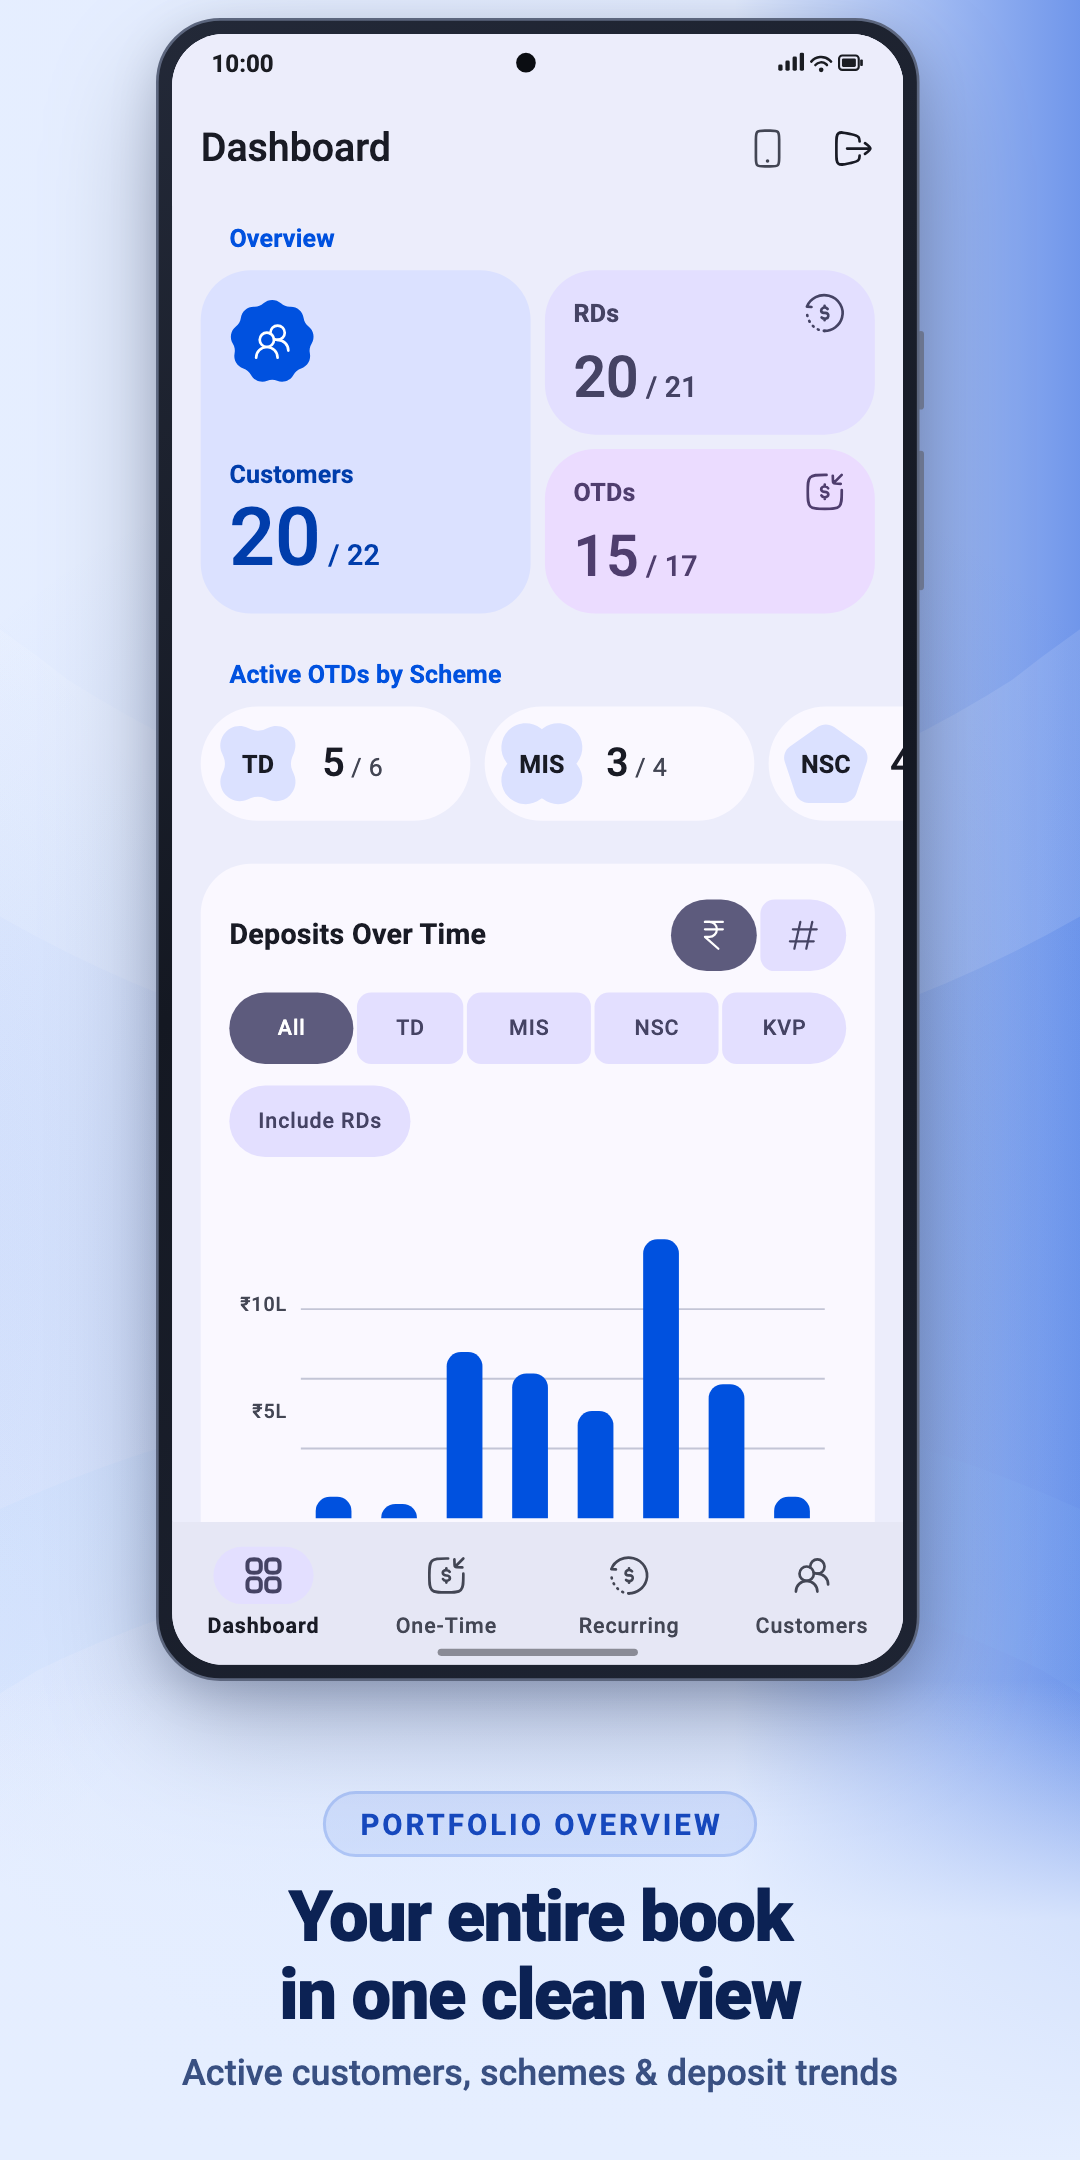 10:00
Dashboard
Overview
Customers
20 / 22
RDs
20 / 21
OTDs
15 / 17
Active OTDs by Scheme
TD 5 / 6
MIS 3 / 4
NSC 4
Deposits Over Time
₹ #
All TD MIS NSC KVP
Include RDs
₹10L
₹5L
Dashboard One-Time Recurring Customers
PORTFOLIO OVERVIEW
Your entire book
in one clean view
Active customers, schemes & deposit trends